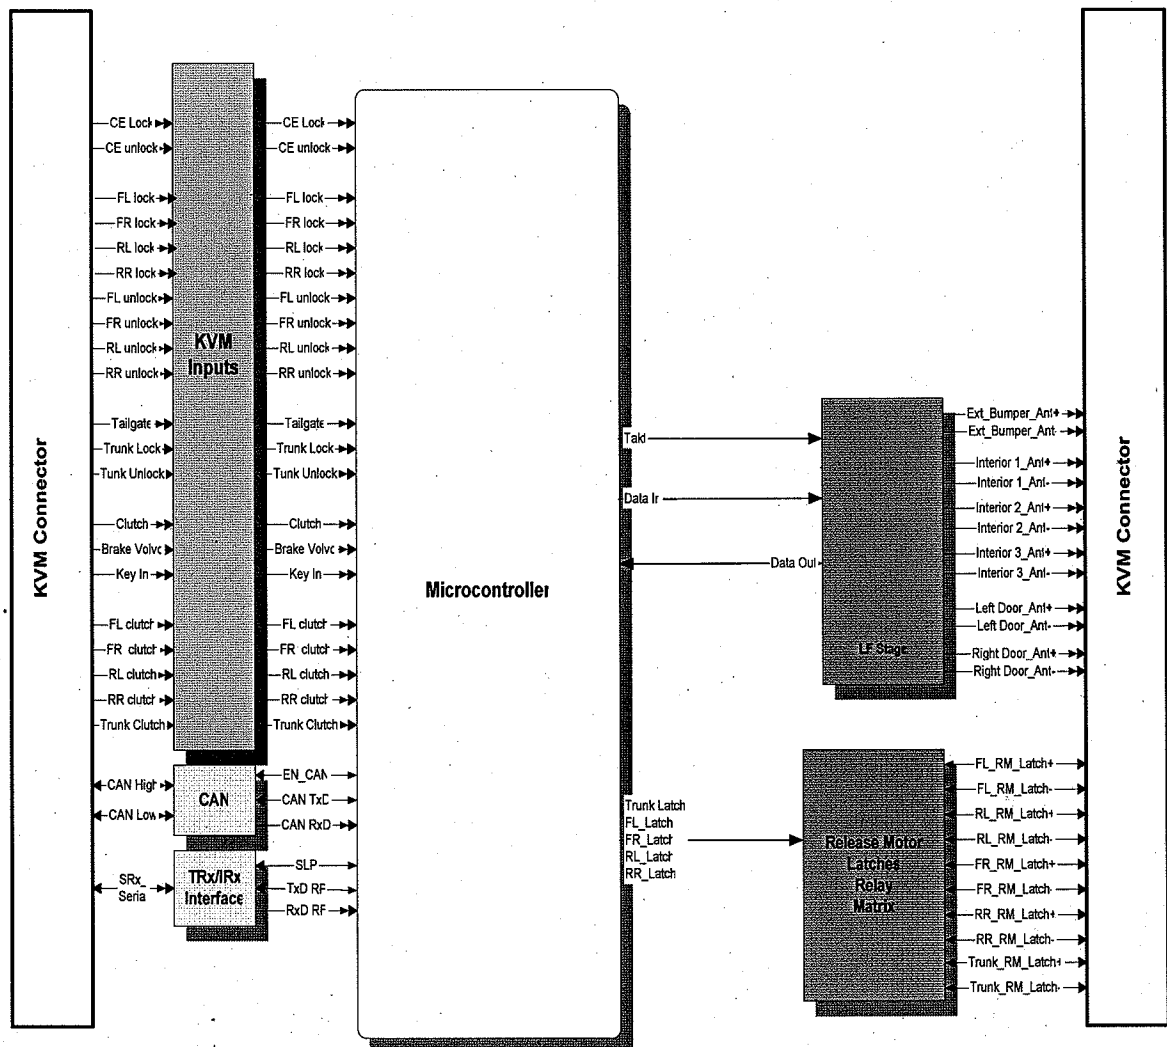 KVM Connector
CE Lock
CE unlock
FL lock
FR lock
RL lock
RR lock
FL unlock
FR unlock
RL unlock
RR unlock
Tailgate
Trunk Lock
Tunk Unlock
Clutch
Brake Volvo
Key In
FL clutch
FR clutch
RL clutch
RR clutch
Trunk Clutch
CAN High
CAN Low
SRx_
Serial
KVM
Inputs
CAN
TRx/IRx
Interface
CE Lock
CE unlock
FL lock
FR lock
RL lock
RR lock
FL unlock
FR unlock
RL unlock
RR unlock
Tailgate
Trunk Lock
Tunk Unlock
Clutch
Brake Volvo
Key In
FL clutch
FR clutch
RL clutch
RR clutch
Trunk Clutch
EN_CAN
CAN TxD
CAN RxD
SLP
TxD RF
RxD RF
Microcontroller
Takt
Data In
Data Out
Trunk Latch
FL_Latch
FR_Latch
RL_Latch
RR_Latch
LF Stage
Release Motor
Latches
Relay
Matrix
Ext_Bumper_Ant+
Ext_Bumper_Ant-
Interior 1_Ant+
Interior 1_Ant-
Interior 2_Ant+
Interior 2_Ant-
Interior 3_Ant+
Interior 3_Ant-
Left Door_Ant+
Left Door_Ant-
Right Door_Ant+
Right Door_Ant-
FL_RM_Latch+
FL_RM_Latch-
RL_RM_Latch+
RL_RM_Latch-
FR_RM_Latch+
FR_RM_Latch-
RR_RM_Latch+
RR_RM_Latch-
Trunk_RM_Latch+
Trunk_RM_Latch-
KVM Connector